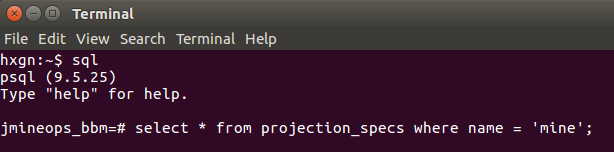 Terminal
File Edit View Search Terminal Help
hxgn:~$ sql
psql (9.5.25)
Type "help" for help.
jmineops_bbm=# select * from projection_specs where name = 'mine';